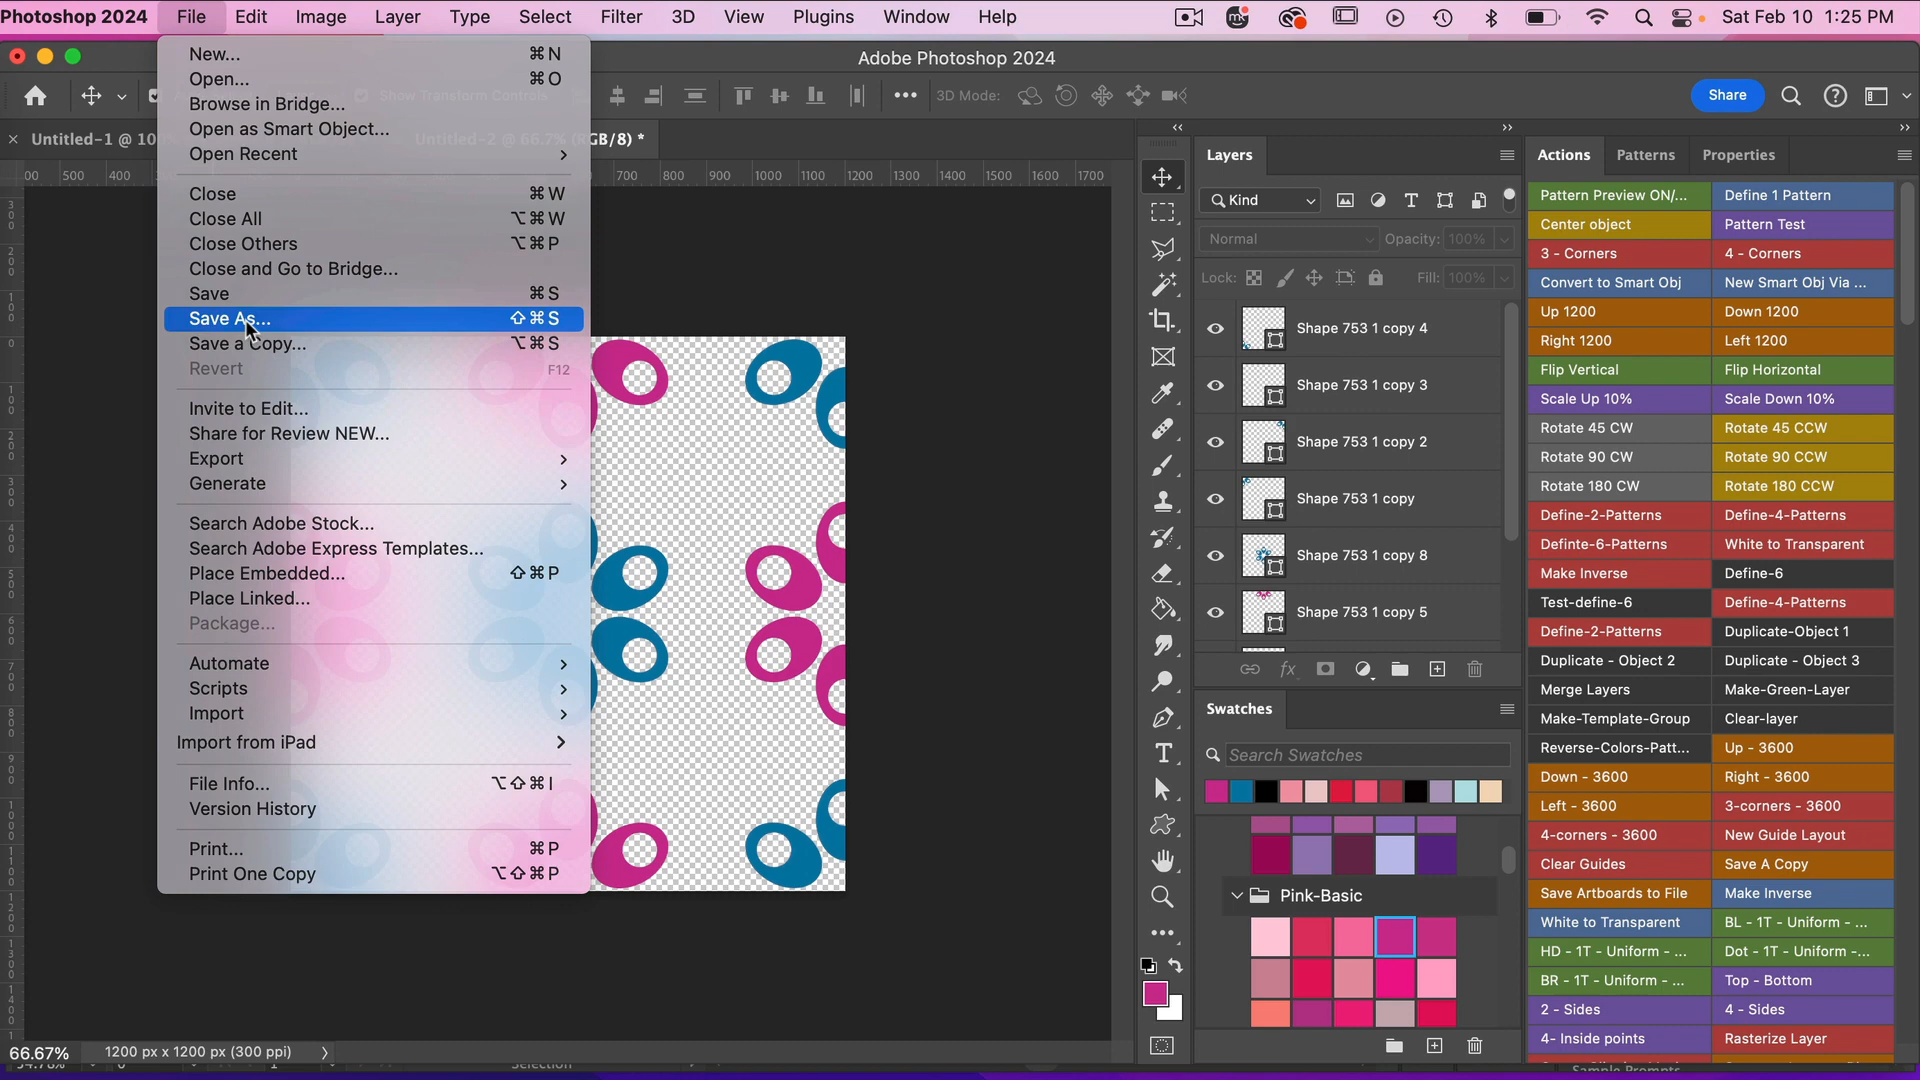 Photoshop 2024 File Edit Image Layer Type Select Filter 3D View Plugins Window Help Sat Feb 10 1:25 PM
Adobe Photoshop 2024
Show Transform Controls 3D Mode: Share
Untitled-1 @ 10 Untitled-2 @ 66.7% (RGB/8) *
New... ⌘N
Open... ⌘O
Browse in Bridge...
Open as Smart Object...
Open Recent
Close ⌘W
Close All ⌥⌘W
Close Others ⌥⌘P
Close and Go to Bridge...
Save ⌘S
Save As... ⇧⌘S
Save a Copy... ⌥⌘S
Revert F12
Invite to Edit...
Share for Review NEW...
Export
Generate
Search Adobe Stock...
Search Adobe Express Templates...
Place Embedded... ⇧⌘P
Place Linked...
Package...
Automate
Scripts
Import
Import from iPad
File Info... ⌥⇧⌘I
Version History
Print... ⌘P
Print One Copy ⌥⇧⌘P
00 500 400 700 800 900 1000 1100 1200 1300 1400 1500 1600 1700
Layers
Kind
Normal Opacity: 100%
Lock: Fill: 100%
Shape 753 1 copy 4
Shape 753 1 copy 3
Shape 753 1 copy 2
Shape 753 1 copy
Shape 753 1 copy 8
Shape 753 1 copy 5
fx
Swatches
Search Swatches
Pink-Basic
Actions Patterns Properties
Pattern Preview ON/... Define 1 Pattern
Center object Pattern Test
3 - Corners 4 - Corners
Convert to Smart Obj New Smart Obj Via ...
Up 1200 Down 1200
Right 1200 Left 1200
Flip Vertical Flip Horizontal
Scale Up 10% Scale Down 10%
Rotate 45 CW Rotate 45 CCW
Rotate 90 CW Rotate 90 CCW
Rotate 180 CW Rotate 180 CCW
Define-2-Patterns Define-4-Patterns
Definte-6-Patterns White to Transparent
Make Inverse Define-6
Test-define-6 Define-4-Patterns
Define-2-Patterns Duplicate-Object 1
Duplicate - Object 2 Duplicate - Object 3
Merge Layers Make-Green-Layer
Make-Template-Group Clear-layer
Reverse-Colors-Patt... Up - 3600
Down - 3600 Right - 3600
Left - 3600 3-corners - 3600
4-corners - 3600 New Guide Layout
Clear Guides Save A Copy
Save Artboards to File Make Inverse
White to Transparent BL - 1T - Uniform - ...
HD - 1T - Uniform - ... Dot - 1T - Uniform -...
BR - 1T - Uniform - ... Top - Bottom
2 - Sides 4 - Sides
4- Inside points Rasterize Layer
66.67% 1200 px x 1200 px (300 ppi)